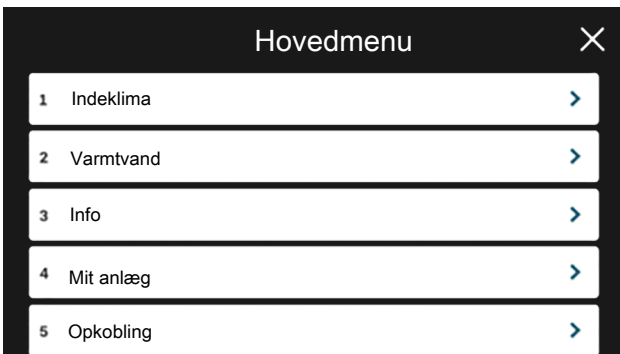 Hovedmenu
1 Indeklima
2 Varmtvand
3 Info
4 Mit anlæg
5 Opkobling